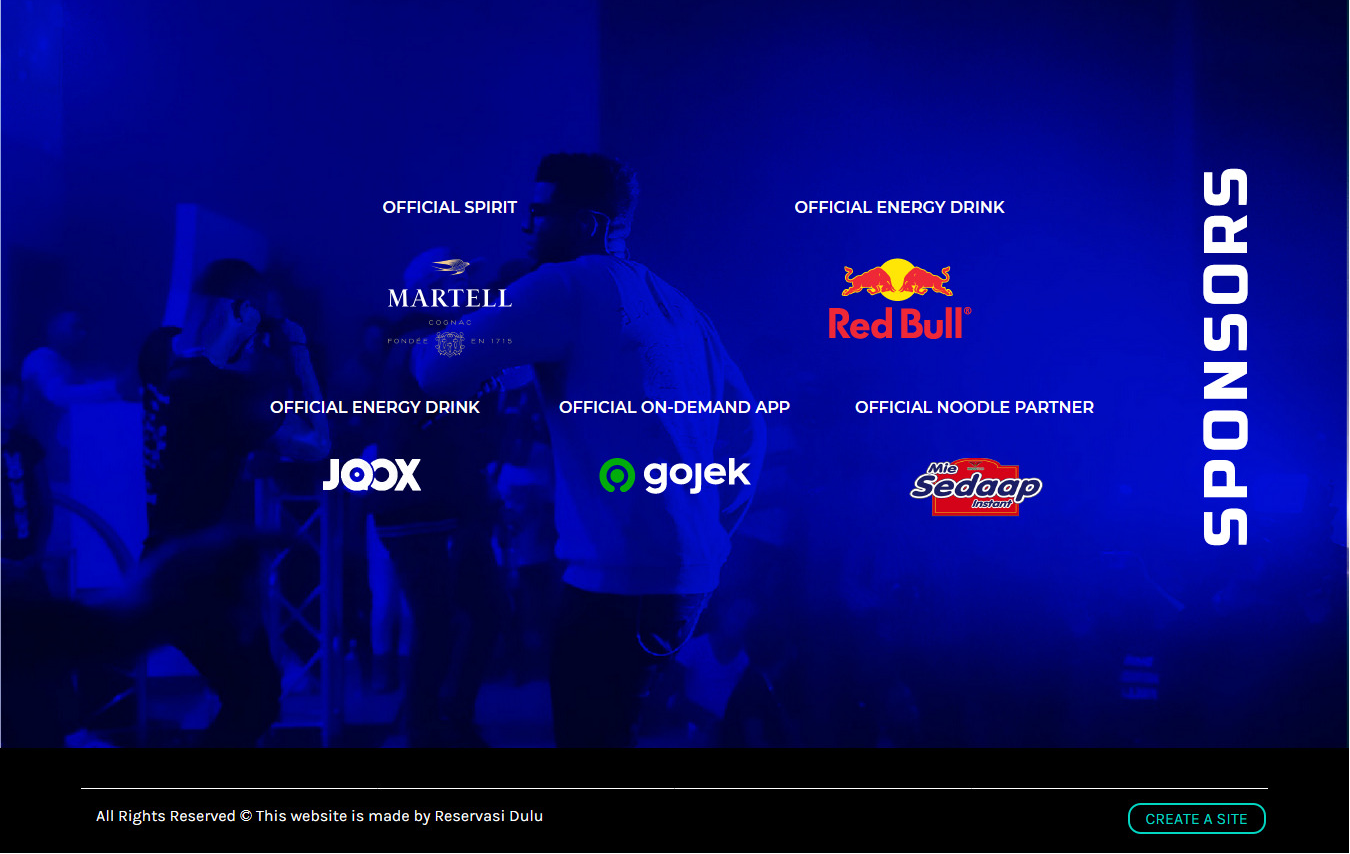 OFFICIAL SPIRIT
OFFICIAL ENERGY DRINK
MARTELL
COGNAC
FONDÉE EN 1715
Red Bull®
OFFICIAL ENERGY DRINK
OFFICIAL ON-DEMAND APP
OFFICIAL NOODLE PARTNER
JOOX
gojek
Mie
Sedaap
Instant
SPONSORS
All Rights Reserved © This website is made by Reservasi Dulu
CREATE A SITE